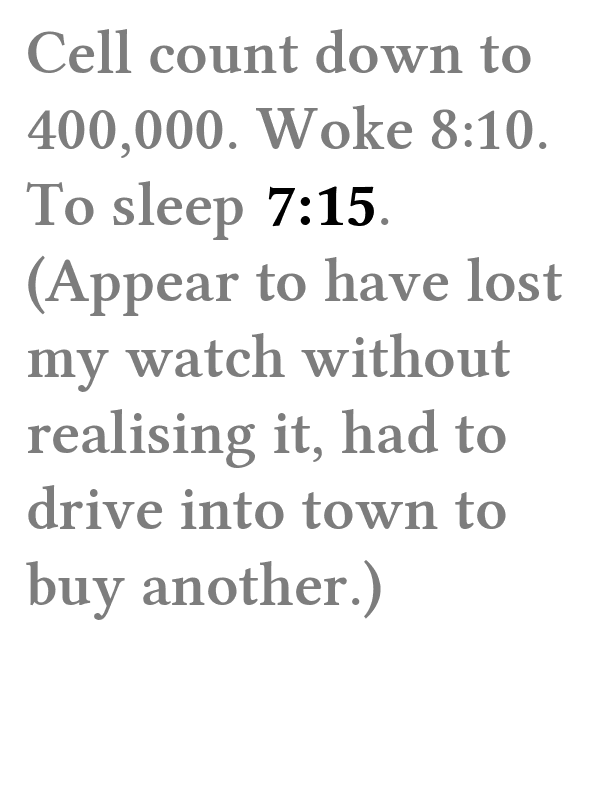 Cell count down to
400,000. Woke 8:10.
To sleep 7:15.
(Appear to have lost
my watch without
realising it, had to
drive into town to
buy another.)